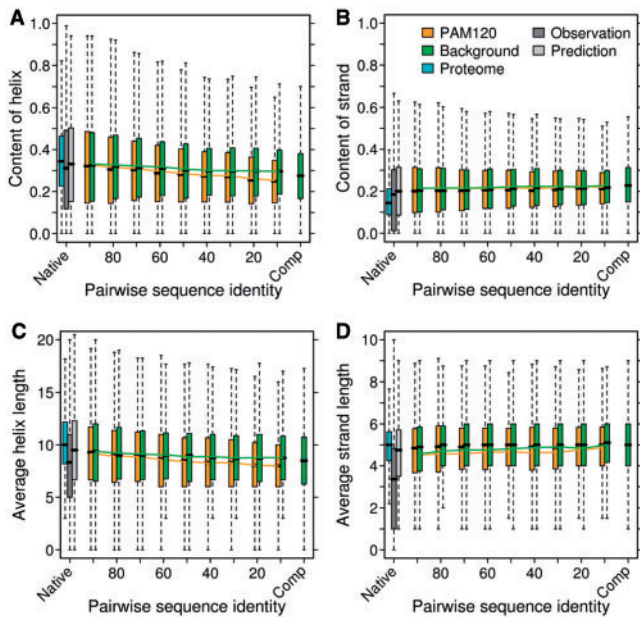 A
Content of helix
1.0
0.8
0.6
0.4
0.2
0.0
Native
80
60
40
20
Comp
Pairwise sequence identity
B
PAM120
Background
Proteome
Observation
Prediction
Content of strand
1.0
0.8
0.6
0.4
0.2
0.0
Native
80
60
40
20
Comp
Pairwise sequence identity
C
Average helix length
20
15
10
5
0
Native
80
60
40
20
Comp
Pairwise sequence identity
D
Average strand length
10
8
6
4
2
0
Native
80
60
40
20
Comp
Pairwise sequence identity